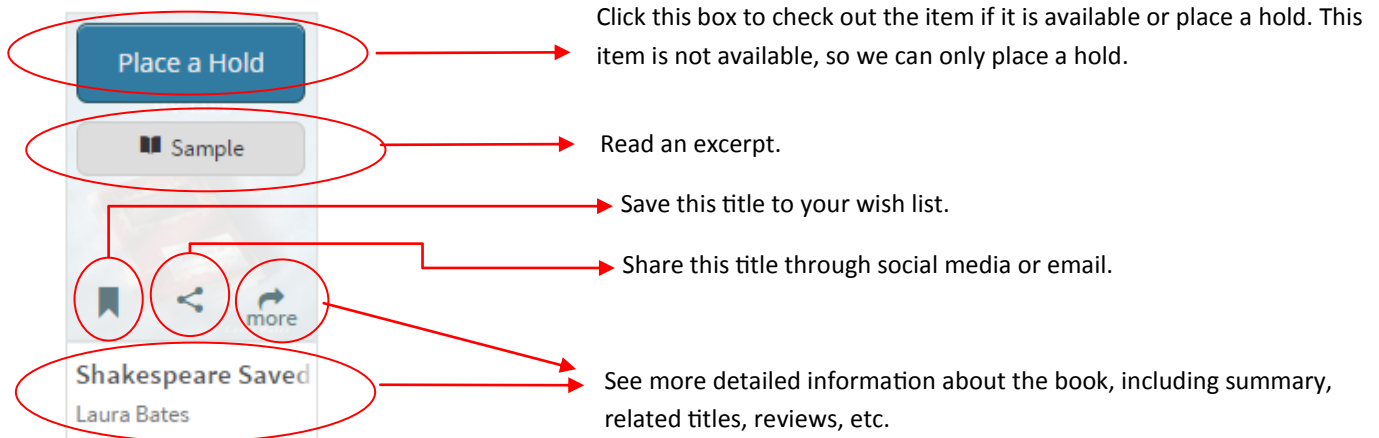 Place a Hold
Click this box to check out the item if it is available or place a hold. This
item is not available, so we can only place a hold.
Sample
Read an excerpt.
Save this title to your wish list.
Share this title through social media or email.
more
Shakespeare Saved
Laura Bates
See more detailed information about the book, including summary,
related titles, reviews, etc.